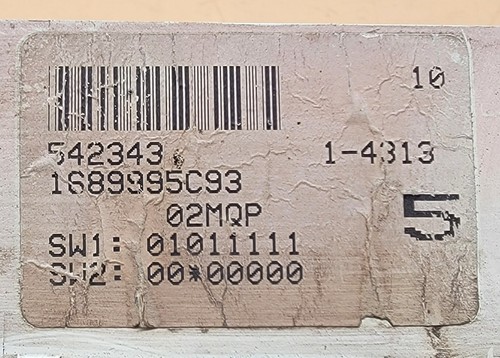 10
542343 1-4313
1689995C93
02MQP
5
SW1: 01011111
SW2: 00*00000